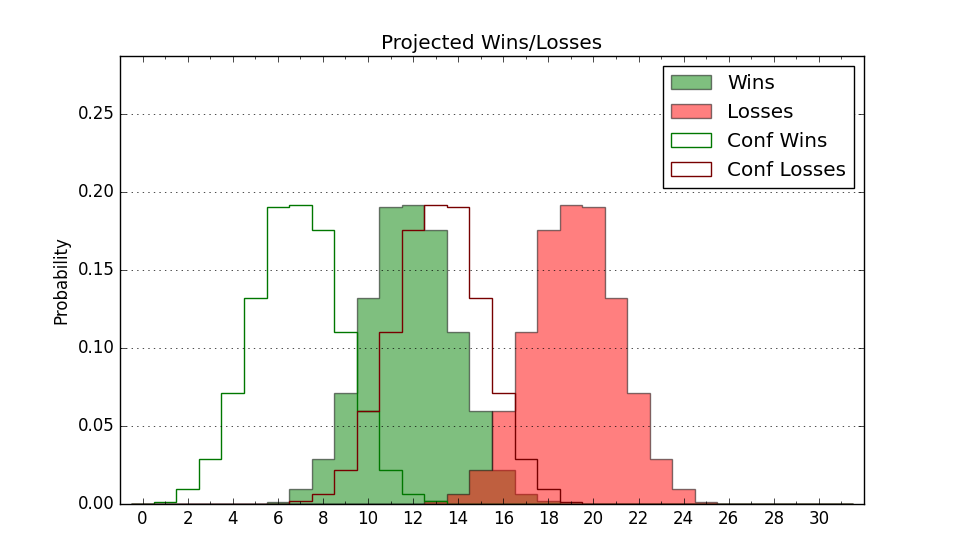 Projected Wins/Losses
Wins
Losses
Conf Wins
Conf Losses
Probability
0.25
0.20
0.15
0.10
0.05
0.00
0 2 4 6 8 10 12 14 16 18 20 22 24 26 28 30